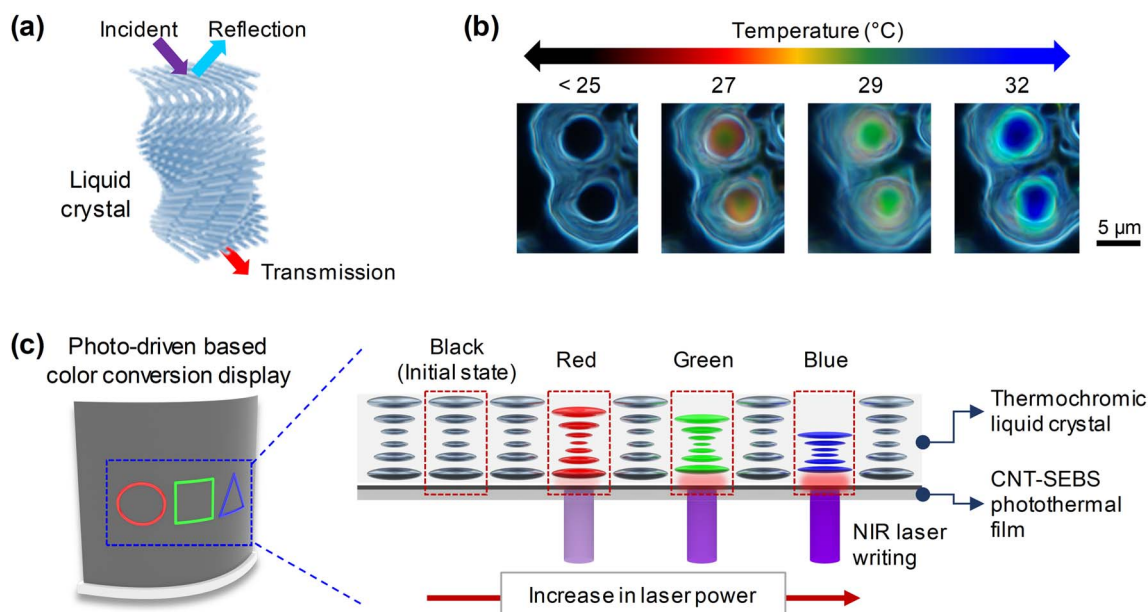 (a)
Incident
Reflection
Liquid
crystal
Transmission
(b)
Temperature (°C)
< 25
27
29
32
5 µm
(c)
Photo-driven based
color conversion display
Black
(Initial state)
Red
Green
Blue
Thermochromic
liquid crystal
CNT-SEBS
photothermal
film
NIR laser
writing
Increase in laser power